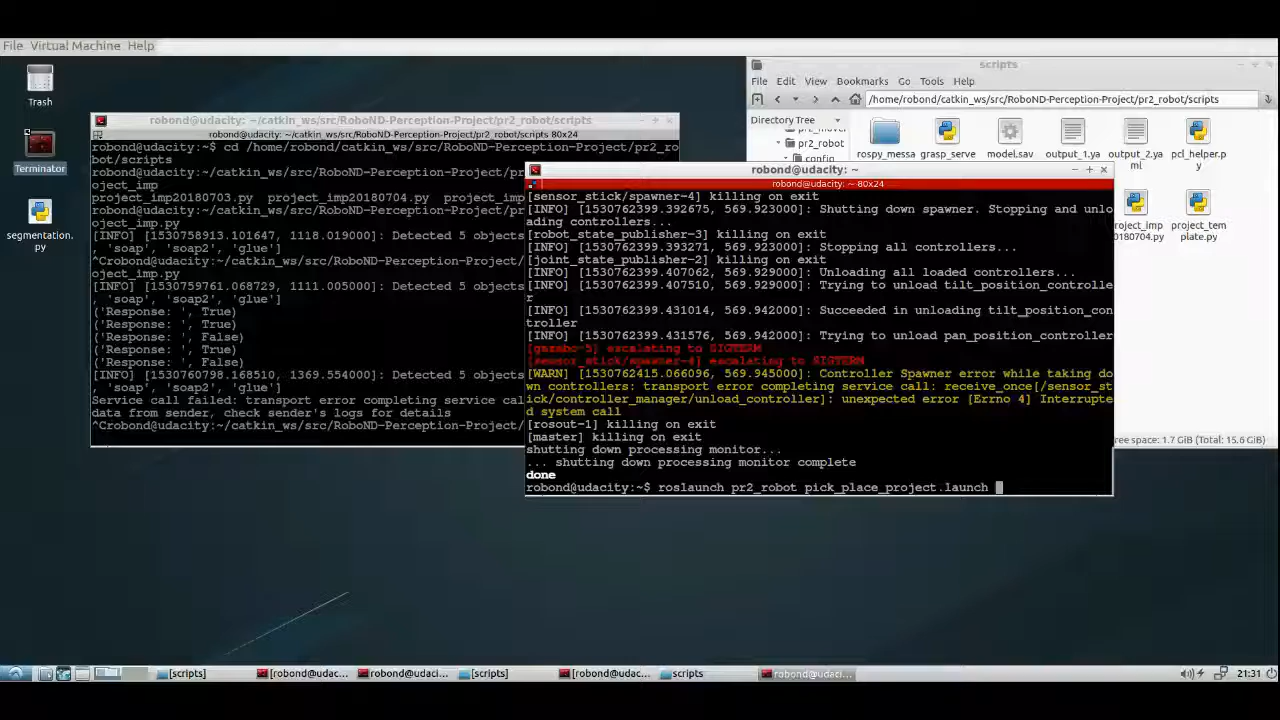 File Virtual Machine Help
Trash
Terminator
segmentation.
py
robond@udacity: ~/catkin_ws/src/RoboND-Perception-Project/pr2_robot/scripts
robond@udacity: ~/catkin_ws/src/RoboND-Perception-Project/pr2_robot/scripts 80x24
robond@udacity:~$ cd /home/robond/catkin_ws/src/RoboND-Perception-Project/pr2_ro
bot/scripts
robond@udacity:~/catkin_ws/src/RoboND-Perception-Project/pr
oject_imp
project_imp20180703.py project_imp20180704.py project_imp
robond@udacity:~/catkin_ws/src/RoboND-Perception-Project/p
oject_imp.py
[INFO] [1530758913.101647, 1118.019000]: Detected 5 objects
, 'soap', 'soap2', 'glue']
^Crobond@udacity:~/catkin_ws/src/RoboND-Perception-Project/
oject_imp.py
[INFO] [1530759761.068729, 1111.005000]: Detected 5 objects
, 'soap', 'soap2', 'glue']
('Response: ', True)
('Response: ', True)
('Response: ', False)
('Response: ', True)
('Response: ', False)
[INFO] [1530760798.168510, 1369.554000]: Detected 5 objects
, 'soap', 'soap2', 'glue']
Service call failed: transport error completing service cal
data from sender, check sender's logs for details
^Crobond@udacity:~/catkin_ws/src/RoboND-Perception-Project/
robond@udacity: ~
robond@udacity: ~ 80x24
[sensor_stick/spawner-4] killing on exit
[INFO] [1530762399.392675, 569.923000]: Shutting down spawner. Stopping and unlo
ading controllers...
[robot_state_publisher-3] killing on exit
[INFO] [1530762399.393271, 569.923000]: Stopping all controllers...
[joint_state_publisher-2] killing on exit
[INFO] [1530762399.407062, 569.929000]: Unloading all loaded controllers...
[INFO] [1530762399.407510, 569.929000]: Trying to unload tilt_position_controlle
r
[INFO] [1530762399.431014, 569.942000]: Succeeded in unloading tilt_position_con
troller
[INFO] [1530762399.431576, 569.942000]: Trying to unload pan_position_controller
[gazebo-5] escalating to SIGTERM
[sensor_stick/spawner-4] escalating to SIGTERM
[WARN] [1530762415.066096, 569.945000]: Controller Spawner error while taking do
wn controllers: transport error completing service call: receive_once[/sensor_st
ick/controller_manager/unload_controller]: unexpected error [Errno 4] Interrupte
d system call
[rosout-1] killing on exit
[master] killing on exit
shutting down processing monitor...
... shutting down processing monitor complete
done
robond@udacity:~$ roslaunch pr2_robot pick_place_project.launch
scripts
File Edit View Bookmarks Go Tools Help
/home/robond/catkin_ws/src/RoboND-Perception-Project/pr2_robot/scripts
Directory Tree
pr2_mover
pr2_robot
config
rospy_messa grasp_serve model.sav output_1.ya output_2.ya pcl_helper.p
ml y
project_imp project_tem
20180704.py plate.py
ree space: 1.7 GiB (Total: 15.6 GiB)
[scripts] [robond@udac... robond@udaci... [scripts] [robond@udac... scripts robond@udaci... 21:31